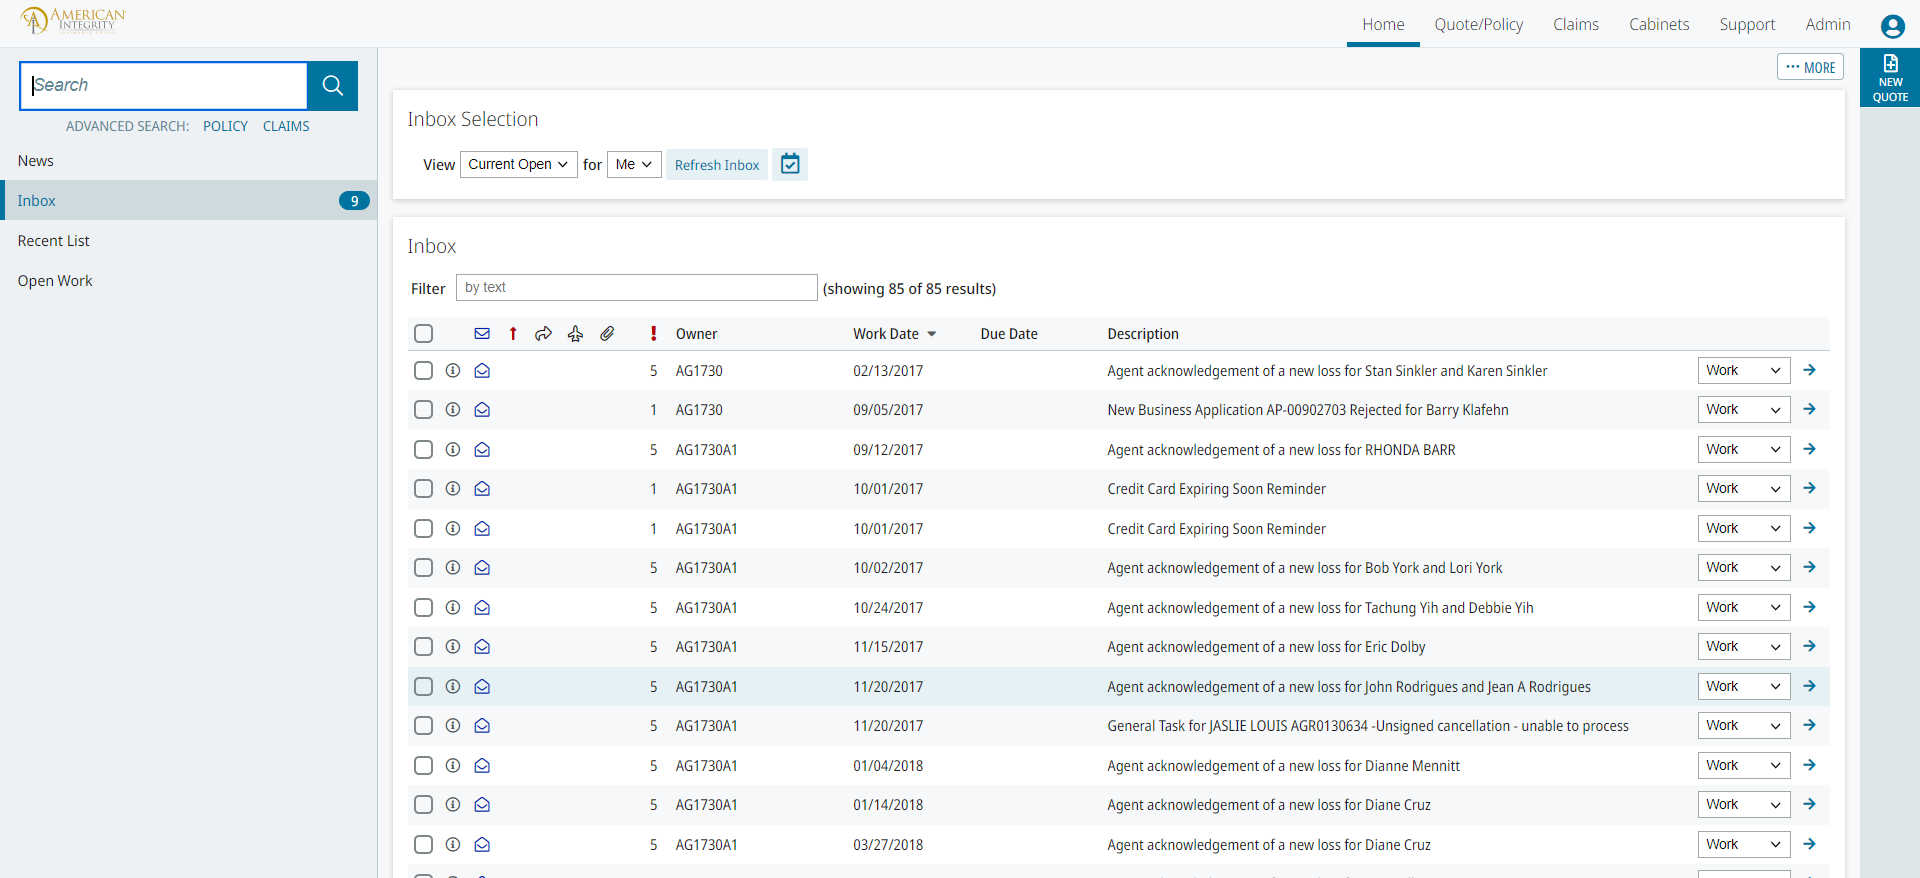 AMERICAN
INTEGRITY
Home Quote/Policy Claims Cabinets Support Admin
Search
ADVANCED SEARCH: POLICY CLAIMS
News
Inbox 9
Recent List
Open Work
··· MORE
NEW
QUOTE
Inbox Selection
View Current Open for Me Refresh Inbox
Inbox
Filter by text (showing 85 of 85 results)
Owner Work Date Due Date Description
5 AG1730 02/13/2017 Agent acknowledgement of a new loss for Stan Sinkler and Karen Sinkler Work
1 AG1730 09/05/2017 New Business Application AP-00902703 Rejected for Barry Klafehn Work
5 AG1730A1 09/12/2017 Agent acknowledgement of a new loss for RHONDA BARR Work
1 AG1730A1 10/01/2017 Credit Card Expiring Soon Reminder Work
1 AG1730A1 10/01/2017 Credit Card Expiring Soon Reminder Work
5 AG1730A1 10/02/2017 Agent acknowledgement of a new loss for Bob York and Lori York Work
5 AG1730A1 10/24/2017 Agent acknowledgement of a new loss for Tachung Yih and Debbie Yih Work
5 AG1730A1 11/15/2017 Agent acknowledgement of a new loss for Eric Dolby Work
5 AG1730A1 11/20/2017 Agent acknowledgement of a new loss for John Rodrigues and Jean A Rodrigues Work
5 AG1730A1 11/20/2017 General Task for JASLIE LOUIS AGR0130634 -Unsigned cancellation - unable to process Work
5 AG1730A1 01/04/2018 Agent acknowledgement of a new loss for Dianne Mennitt Work
5 AG1730A1 01/14/2018 Agent acknowledgement of a new loss for Diane Cruz Work
5 AG1730A1 03/27/2018 Agent acknowledgement of a new loss for Diane Cruz Work